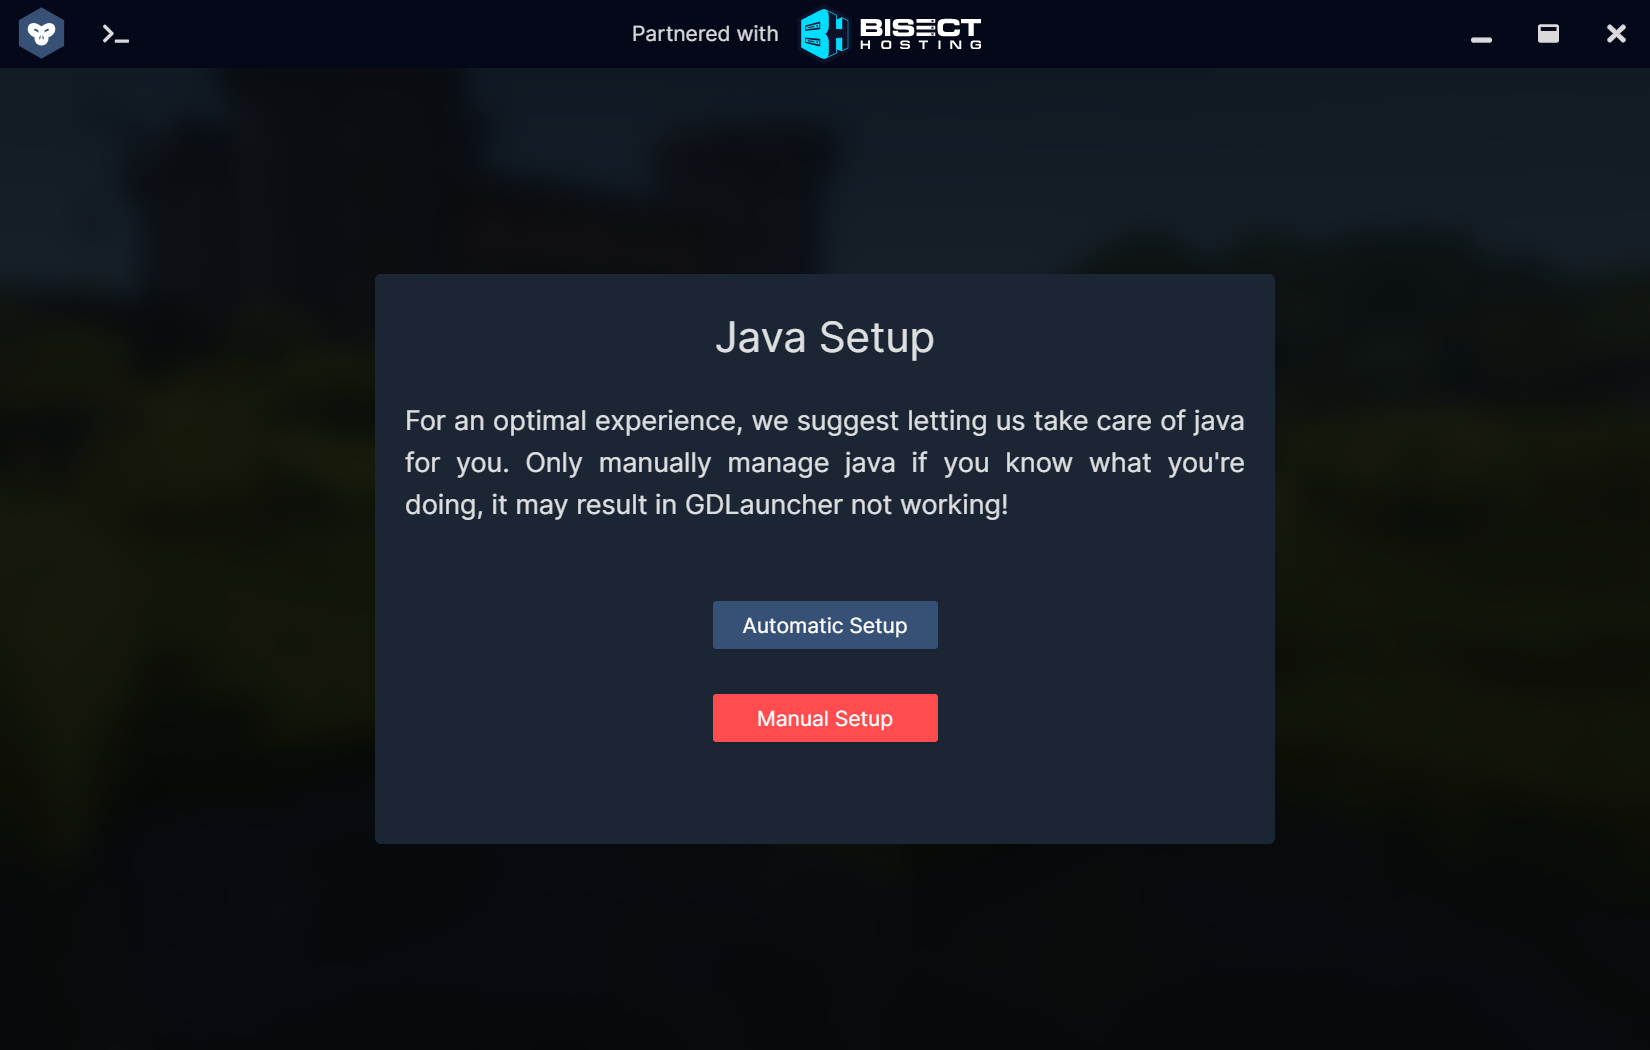 Partnered with
BISECT
HOSTING
Java Setup
For an optimal experience, we suggest letting us take care of java
for you. Only manually manage java if you know what you're
doing, it may result in GDLauncher not working!
Automatic Setup
Manual Setup